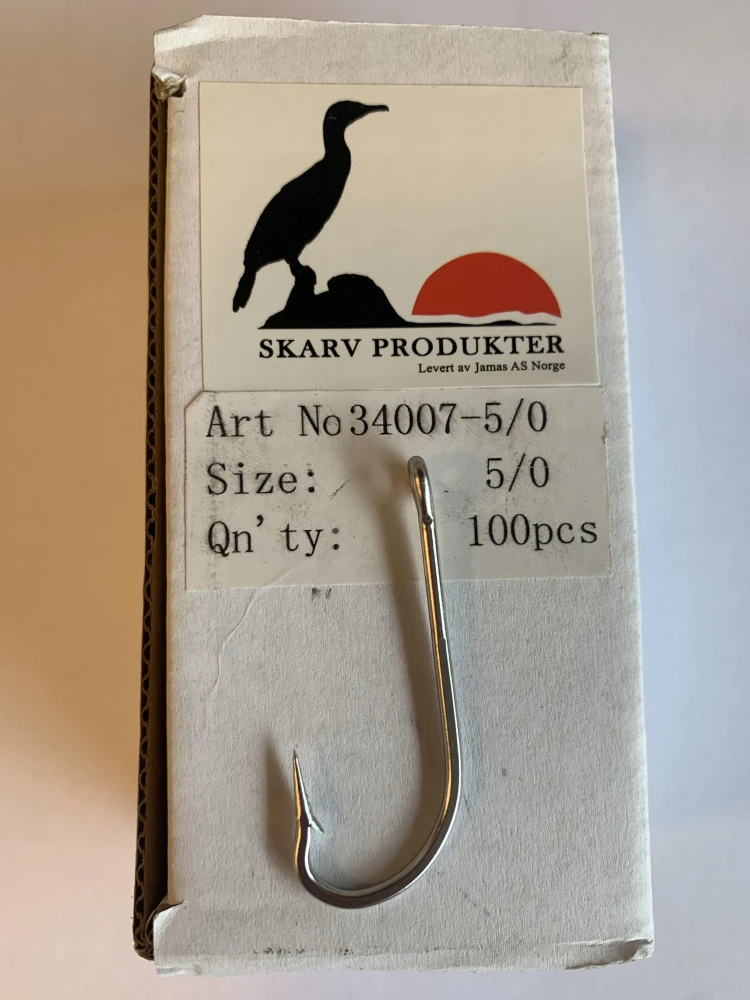 SKARV PRODUKTER
Levert av Jamas AS Norge
Art No34007-5/0
Size: 5/0
Qn'ty: 100pcs